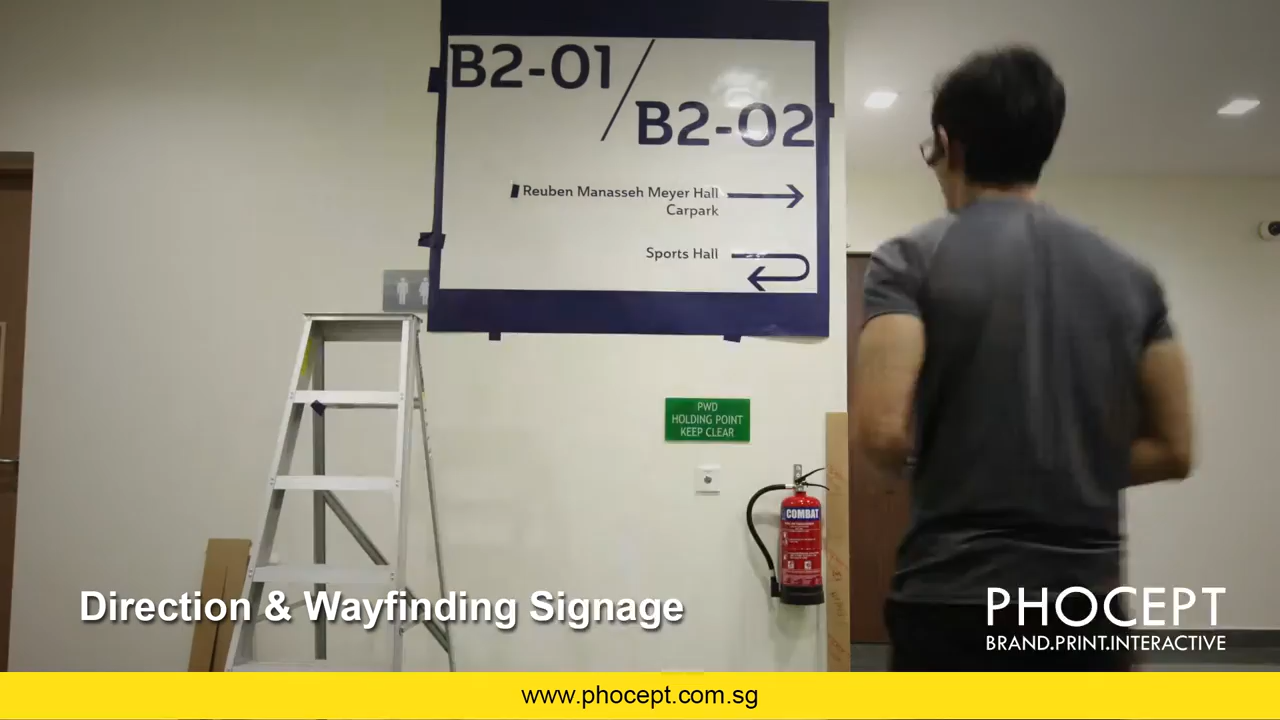 B2-01/
B2-02
Reuben Manasseh Meyer Hall
Carpark
Sports Hall
PWD
HOLDING POINT
KEEP CLEAR
COMBAT
Direction & Wayfinding Signage
PHOCEPT
BRAND.PRINT.INTERACTIVE
www.phocept.com.sg